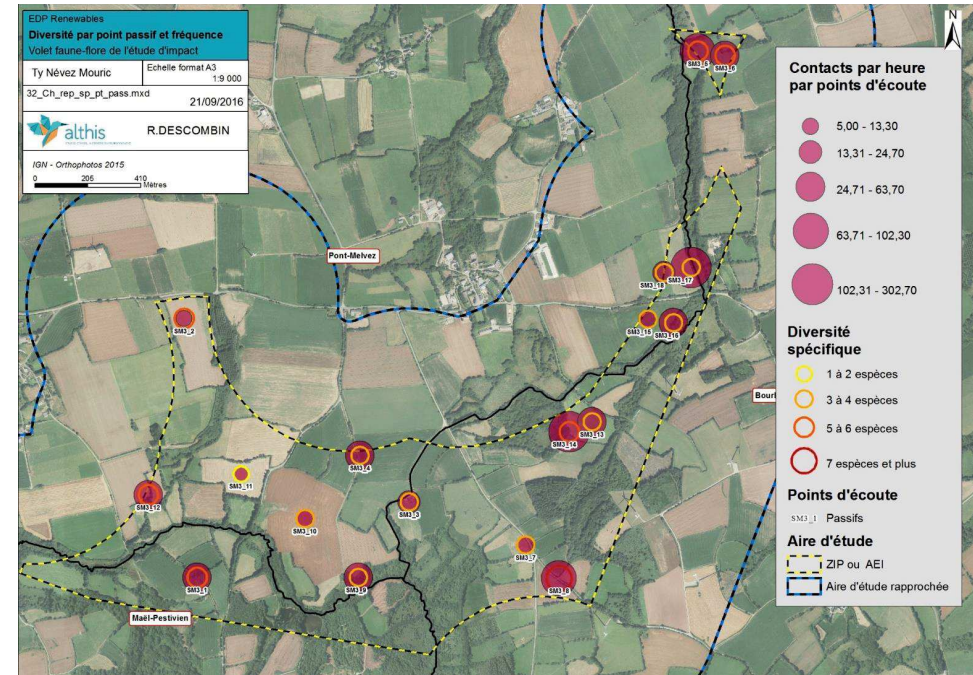 EDP Renewables
Diversité par point passif et fréquence
Volet faune-flore de l'étude d'impact
Ty Névez Mouric
Echelle format A3
1:9 000
32_Ch_rep_sp_pt_pass.mxd
21/09/2016
althis
R.DESCOMBIN
IGN - Orthophotos 2015
0 205 410
Mètres
N
Contacts par heure
par points d'écoute
5,00 - 13,30
13,31 - 24,70
24,71 - 63,70
63,71 - 102,30
102,31 - 302,70
Diversité
spécifique
1 à 2 espèces
3 à 4 espèces
5 à 6 espèces
7 espèces et plus
Points d'écoute
SM3_1 Passifs
Aire d'étude
ZIP ou AEI
Aire d'étude rapprochée
SM3_5
SM3_6
Pont-Melvez
SM3_17
SM3_18
SM3_2
SM3_15
SM3_16
Bourb
SM3_13
SM3_14
SM3_4
SM3_11
SM3_12
SM3_3
SM3_10
SM3_7
SM3_1
SM3_9
SM3_8
Maël-Pestivien